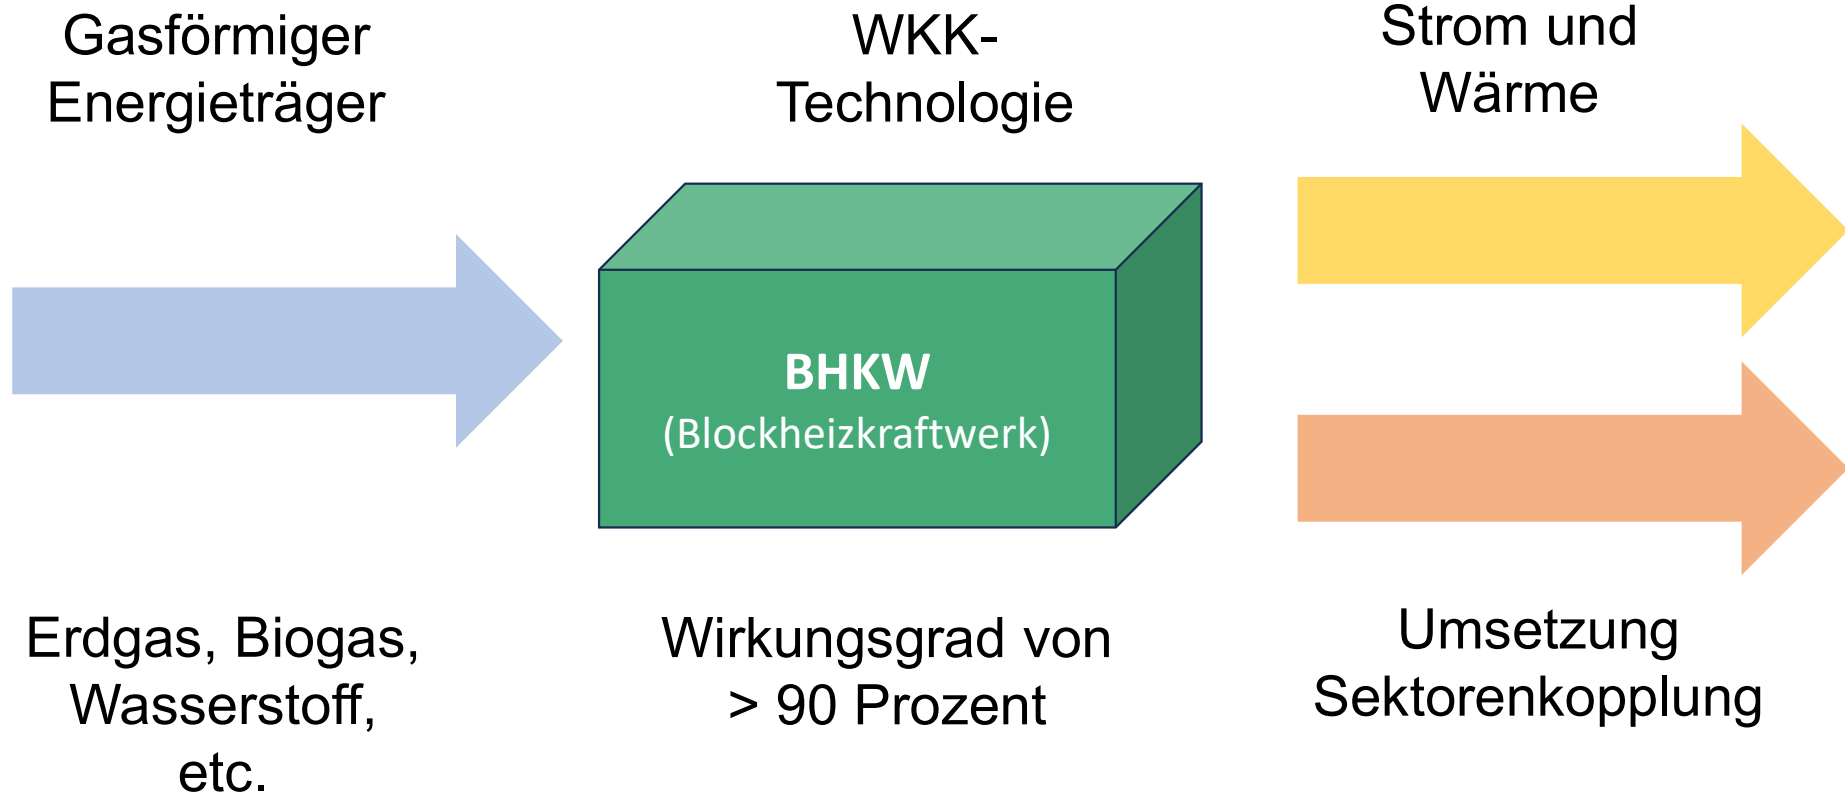 Gasförmiger
Energieträger
WKK-
Technologie
Strom und
Wärme
BHKW
(Blockheizkraftwerk)
Erdgas, Biogas,
Wasserstoff,
etc.
Wirkungsgrad von
> 90 Prozent
Umsetzung
Sektorenkopplung